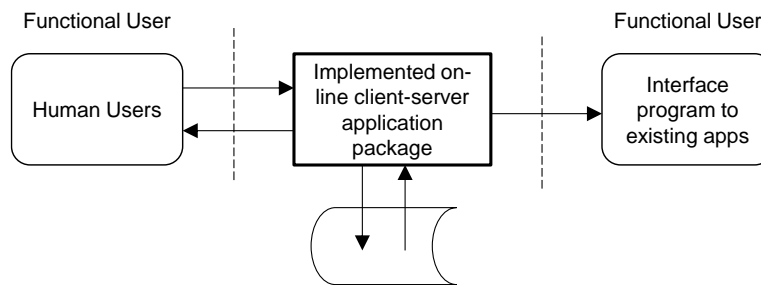 Functional User
Functional User
Human Users
Implemented on-
line client-server
application
package
Interface
program to
existing apps